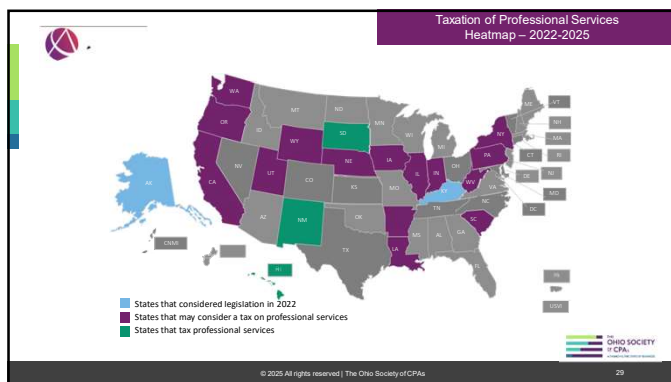 Taxation of Professional Services
Heatmap – 2022-2025
WA
OR
CA
ID
NV
MT
WY
UT
AZ
CO
NM
ND
SD
NE
KS
OK
TX
MN
IA
MO
LA
WI
IL
MI
IN
OH
KY
TN
MS
AL
GA
FL
SC
NC
VA
WV
PA
NY
ME
VT
NH
MA
CT
RI
DE
NJ
MD
DC
AK
CNMI
HI
USVI
States that considered legislation in 2022
States that may consider a tax on professional services
States that tax professional services
THE
OHIO SOCIETY
of CPAs
© 2025 All rights reserved | The Ohio Society of CPAs
29